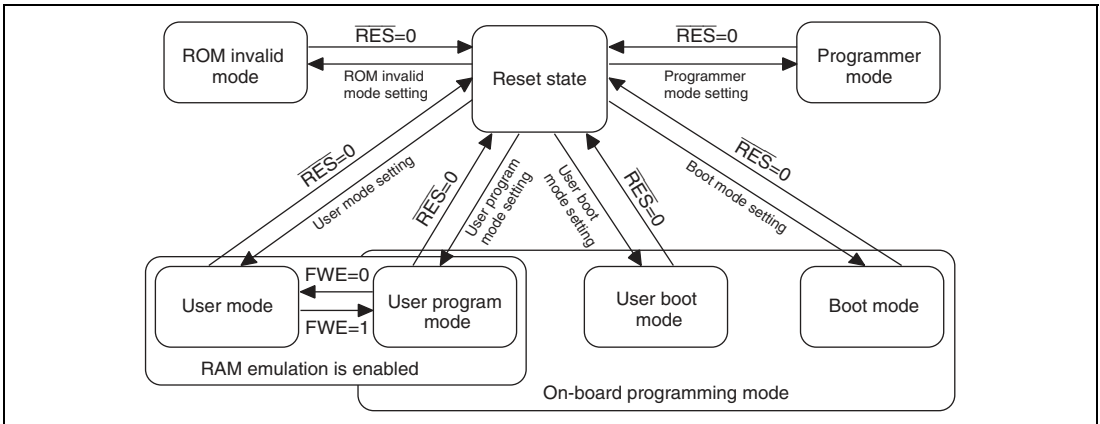 ROM invalid
mode
RES=0
ROM invalid
mode setting
Reset state
RES=0
Programmer
mode setting
Programmer
mode
RES=0
User mode setting
RES=0
User program
mode setting
User boot
mode setting
RES=0
RES=0
Boot mode setting
User mode
FWE=0
FWE=1
User program
mode
User boot
mode
Boot mode
RAM emulation is enabled
On-board programming mode